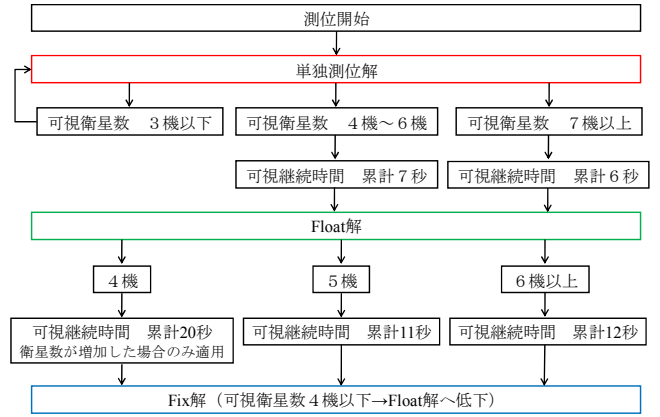 測位開始
単独測位解
可視衛星数　３機以下
可視衛星数　４機～６機
可視衛星数　７機以上
可視継続時間　累計７秒
可視継続時間　累計６秒
Float解
４機
５機
６機以上
可視継続時間　累計20秒
衛星数が増加した場合のみ適用
可視継続時間　累計11秒
可視継続時間　累計12秒
Fix解（可視衛星数４機以下→Float解へ低下）